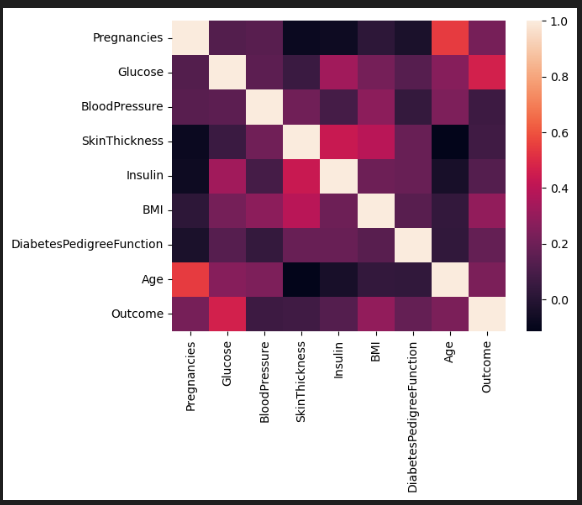 Pregnancies
Glucose
BloodPressure
SkinThickness
Insulin
BMI
DiabetesPedigreeFunction
Age
Outcome
Pregnancies
Glucose
BloodPressure
SkinThickness
Insulin
BMI
DiabetesPedigreeFunction
Age
Outcome
1.0
0.8
0.6
0.4
0.2
0.0